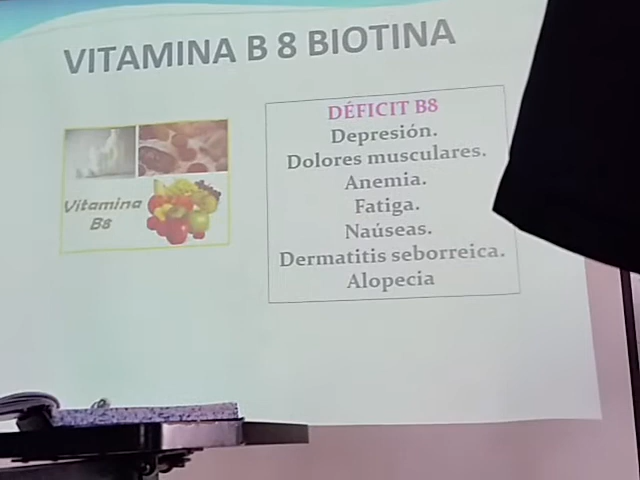 VITAMINA B 8 BIOTINA
Vitamina
B8
DÉFICIT B8
Depresión.
Dolores musculares.
Anemia.
Fatiga.
Naúseas.
Dermatitis seborreica.
Alopecia